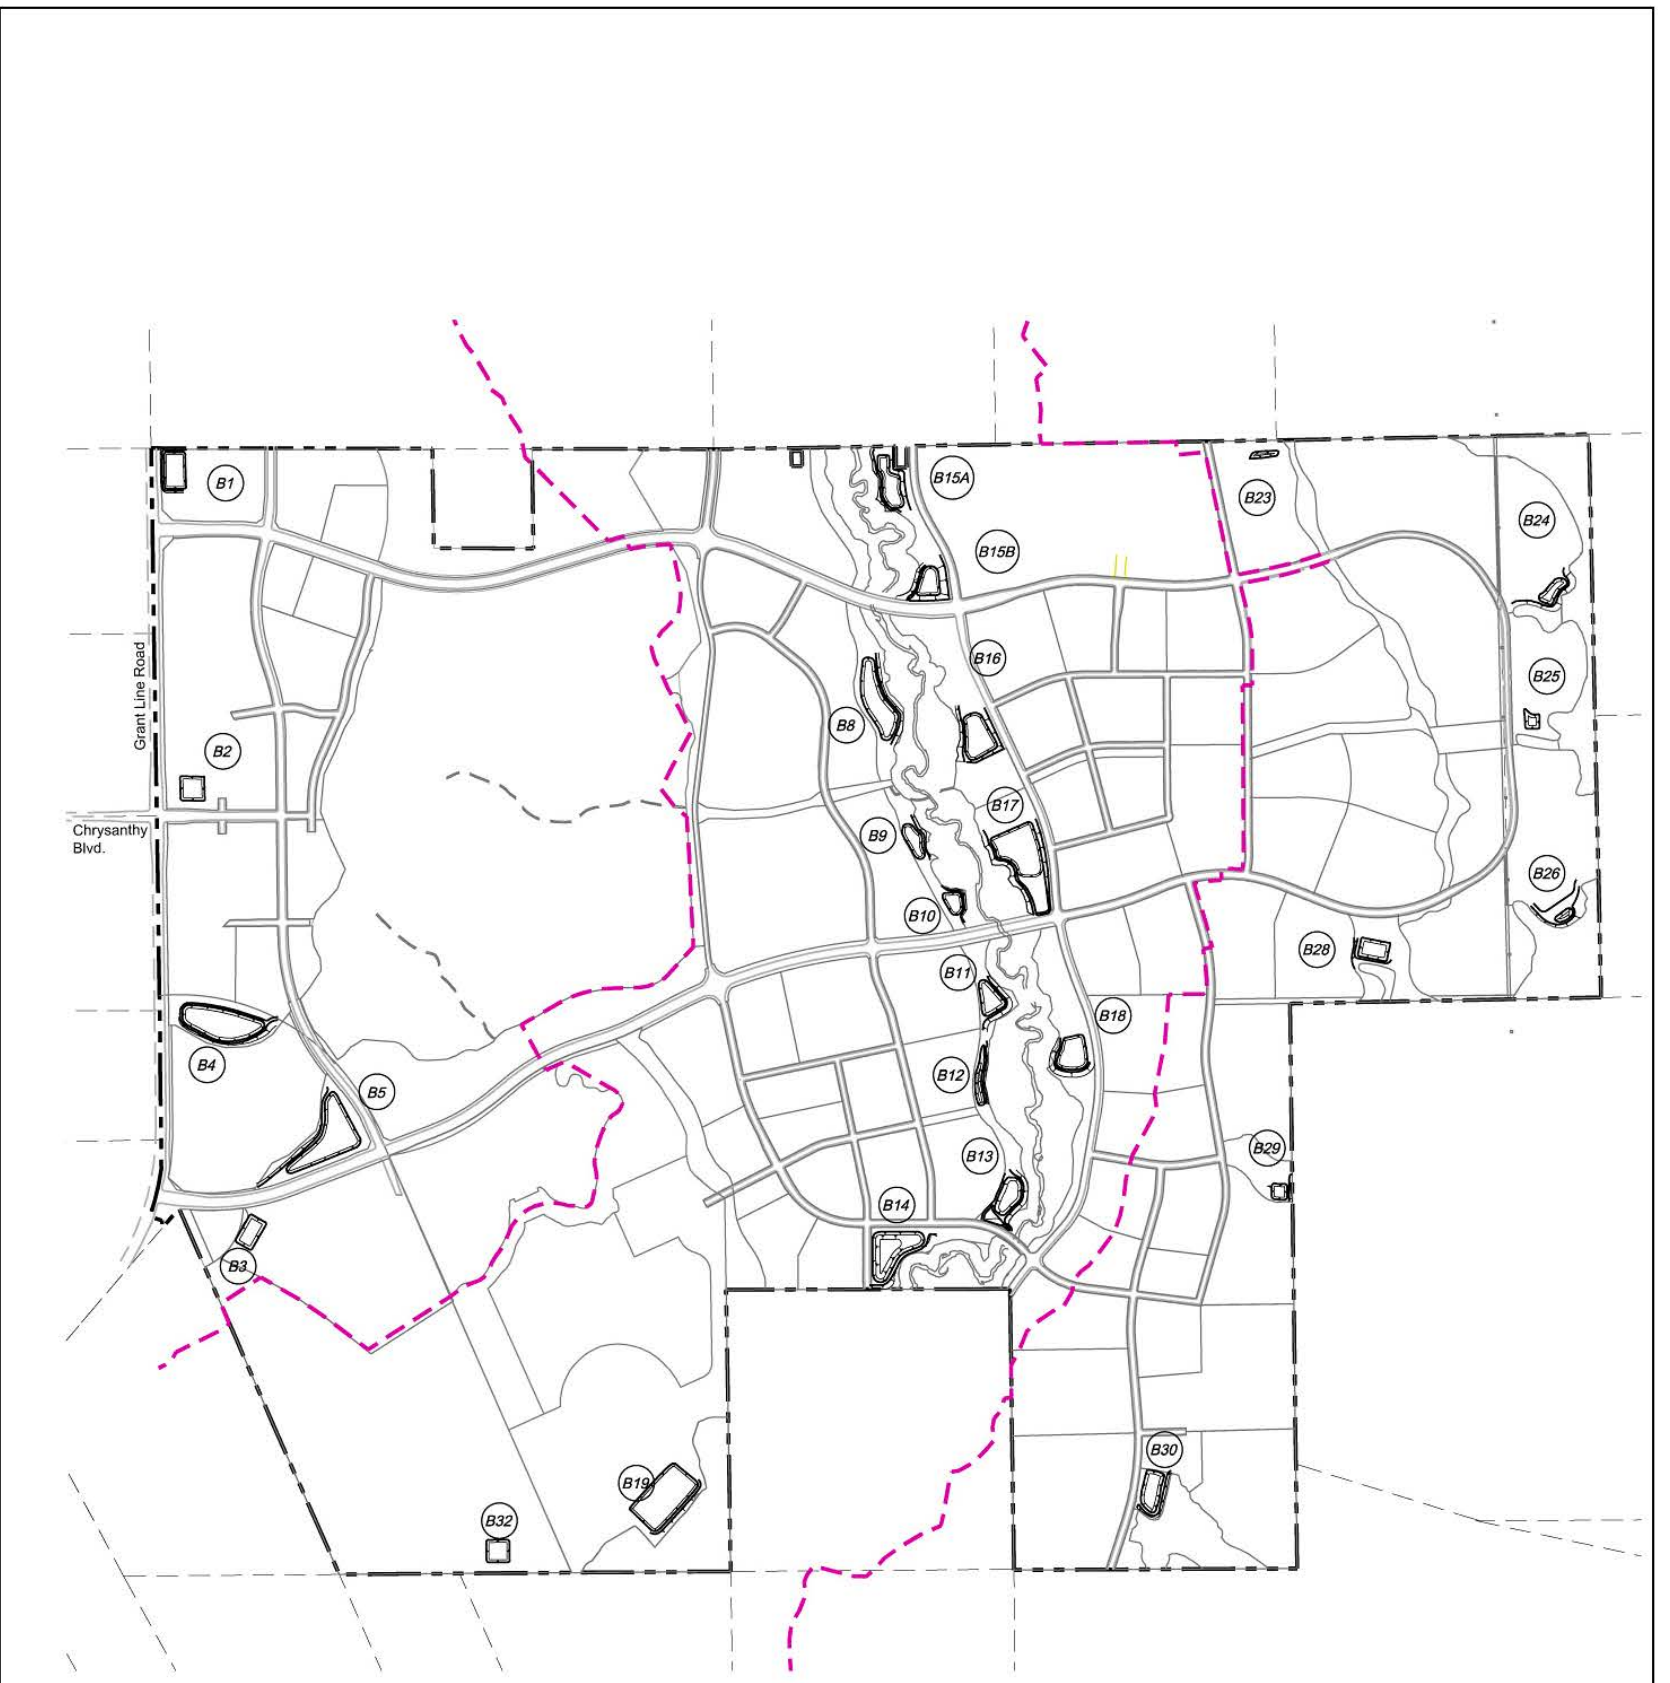 B1
B15A
B23
B24
B15B
B16
B25
Grant Line Road
B8
B2
B17
Chrysanthy
Blvd.
B9
B26
B10
B28
B11
B18
B4
B12
B5
B29
B13
B14
B3
B30
B19
B32